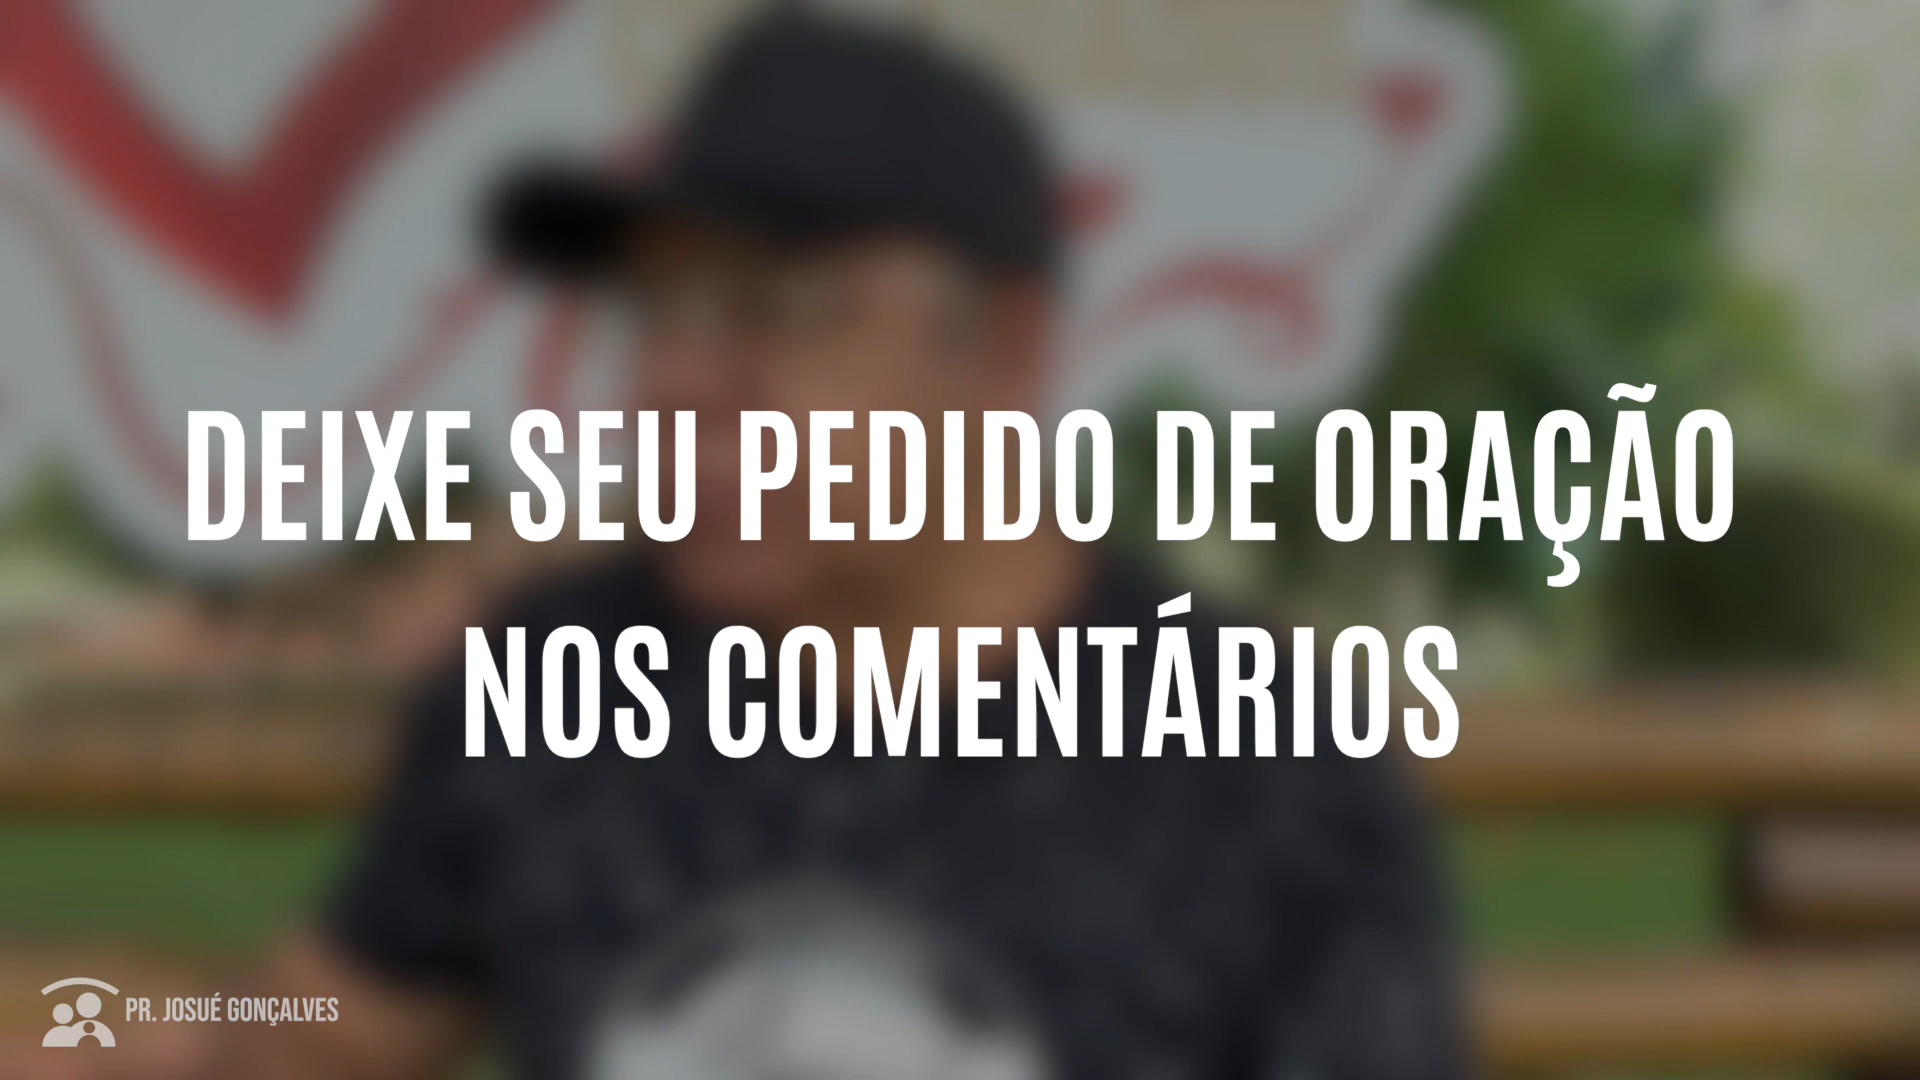 DEIXE SEU PEDIDO DE ORAÇÃO
NOS COMENTÁRIOS
PR. JOSUÉ GONÇALVES